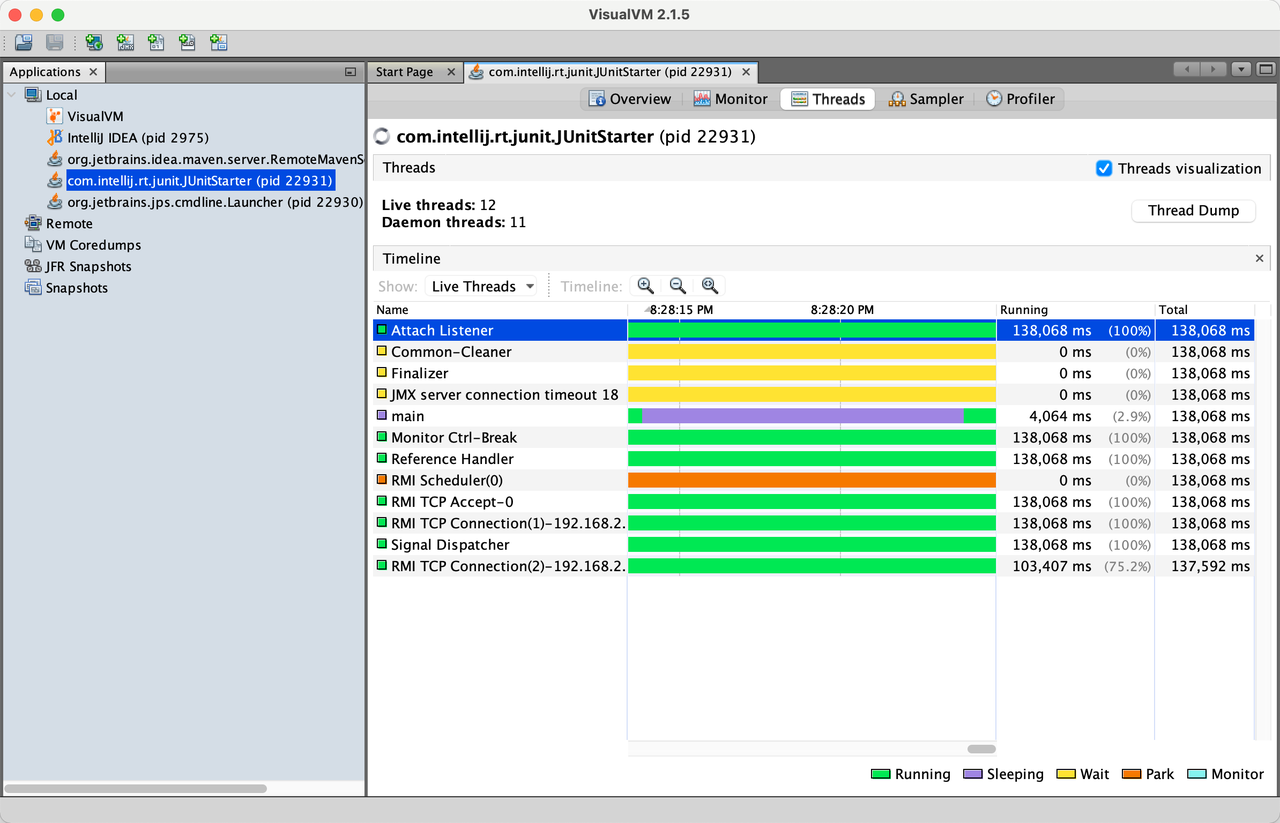 VisualVM 2.1.5
Applications
Start Page
com.intellij.rt.junit.JUnitStarter (pid 22931)
Local
VisualVM
IntelliJ IDEA (pid 2975)
org.jetbrains.idea.maven.server.RemoteMavenS
com.intellij.rt.junit.JUnitStarter (pid 22931)
org.jetbrains.jps.cmdline.Launcher (pid 22930)
Remote
VM Coredumps
JFR Snapshots
Snapshots
Overview Monitor Threads Sampler Profiler
com.intellij.rt.junit.JUnitStarter (pid 22931)
Threads
Threads visualization
Live threads: 12
Daemon threads: 11
Thread Dump
Timeline
Show: Live Threads Timeline:
Name 8:28:15 PM 8:28:20 PM Running Total
Attach Listener 138,068 ms (100%) 138,068 ms
Common-Cleaner 0 ms (0%) 138,068 ms
Finalizer 0 ms (0%) 138,068 ms
JMX server connection timeout 18 0 ms (0%) 138,068 ms
main 4,064 ms (2.9%) 138,068 ms
Monitor Ctrl-Break 138,068 ms (100%) 138,068 ms
Reference Handler 138,068 ms (100%) 138,068 ms
RMI Scheduler(0) 0 ms (0%) 138,068 ms
RMI TCP Accept-0 138,068 ms (100%) 138,068 ms
RMI TCP Connection(1)-192.168.2. 138,068 ms (100%) 138,068 ms
Signal Dispatcher 138,068 ms (100%) 138,068 ms
RMI TCP Connection(2)-192.168.2. 103,407 ms (75.2%) 137,592 ms
Running Sleeping Wait Park Monitor